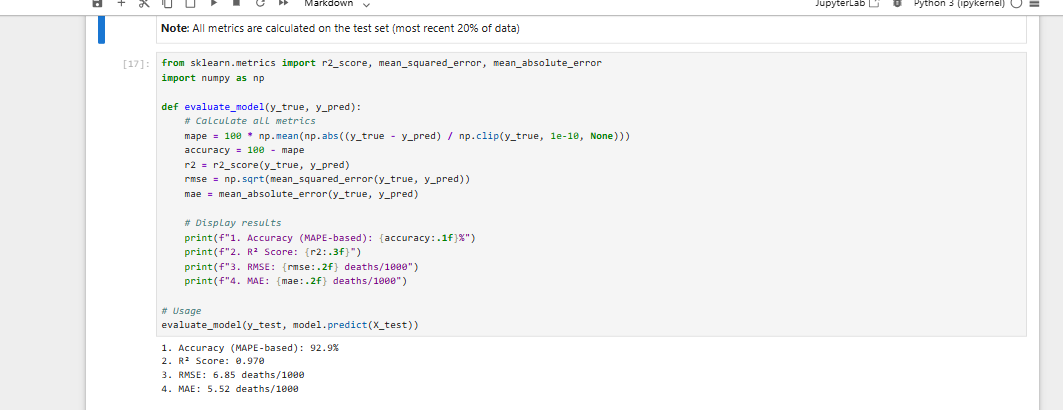 Markdown
JupyterLab
Python 3 (ipykernel)
Note: All metrics are calculated on the test set (most recent 20% of data)
[17]:
from sklearn.metrics import r2_score, mean_squared_error, mean_absolute_error
import numpy as np
def evaluate_model(y_true, y_pred):
# Calculate all metrics
mape = 100 * np.mean(np.abs((y_true - y_pred) / np.clip(y_true, 1e-10, None)))
accuracy = 100 - mape
r2 = r2_score(y_true, y_pred)
rmse = np.sqrt(mean_squared_error(y_true, y_pred))
mae = mean_absolute_error(y_true, y_pred)
# Display results
print(f"1. Accuracy (MAPE-based): {accuracy:.1f}%")
print(f"2. R² Score: {r2:.3f}")
print(f"3. RMSE: {rmse:.2f} deaths/1000")
print(f"4. MAE: {mae:.2f} deaths/1000")
# Usage
evaluate_model(y_test, model.predict(X_test))
1. Accuracy (MAPE-based): 92.9%
2. R² Score: 0.970
3. RMSE: 6.85 deaths/1000
4. MAE: 5.52 deaths/1000